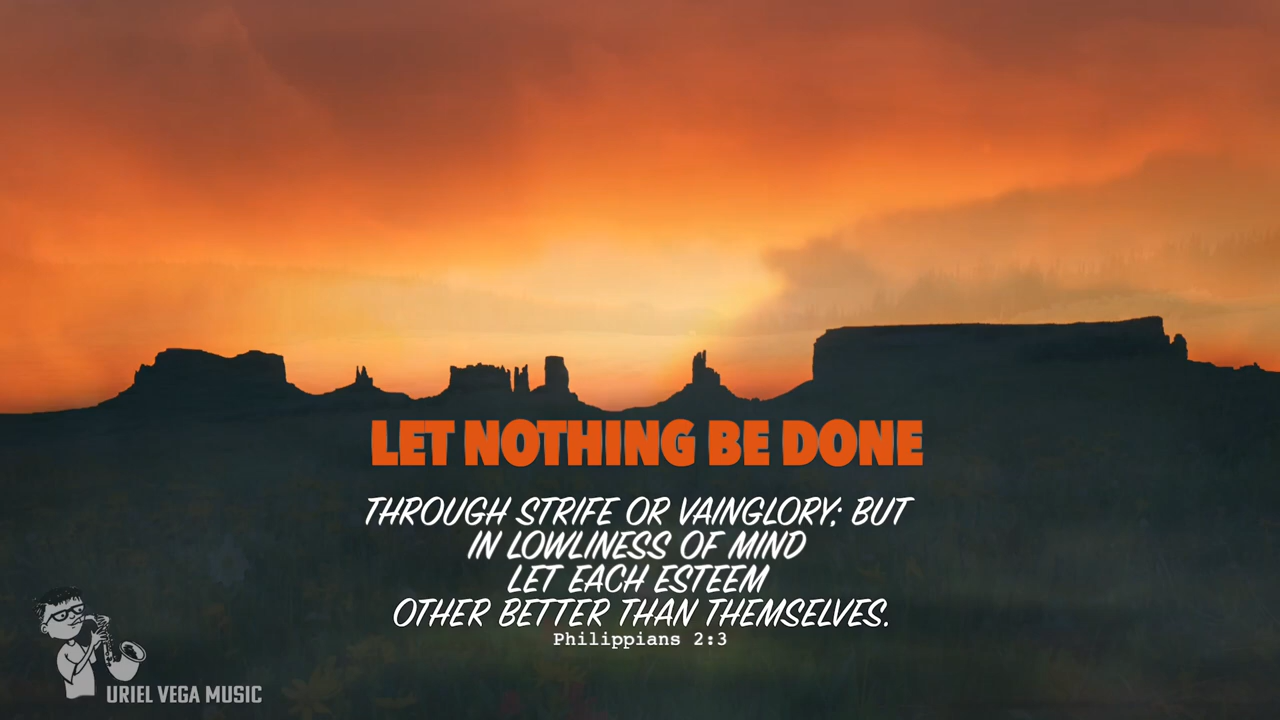 LET NOTHING BE DONE
THROUGH STRIFE OR VAINGLORY; BUT
IN LOWLINESS OF MIND
LET EACH ESTEEM
OTHER BETTER THAN THEMSELVES.
Philippians 2:3
URIEL VEGA MUSIC